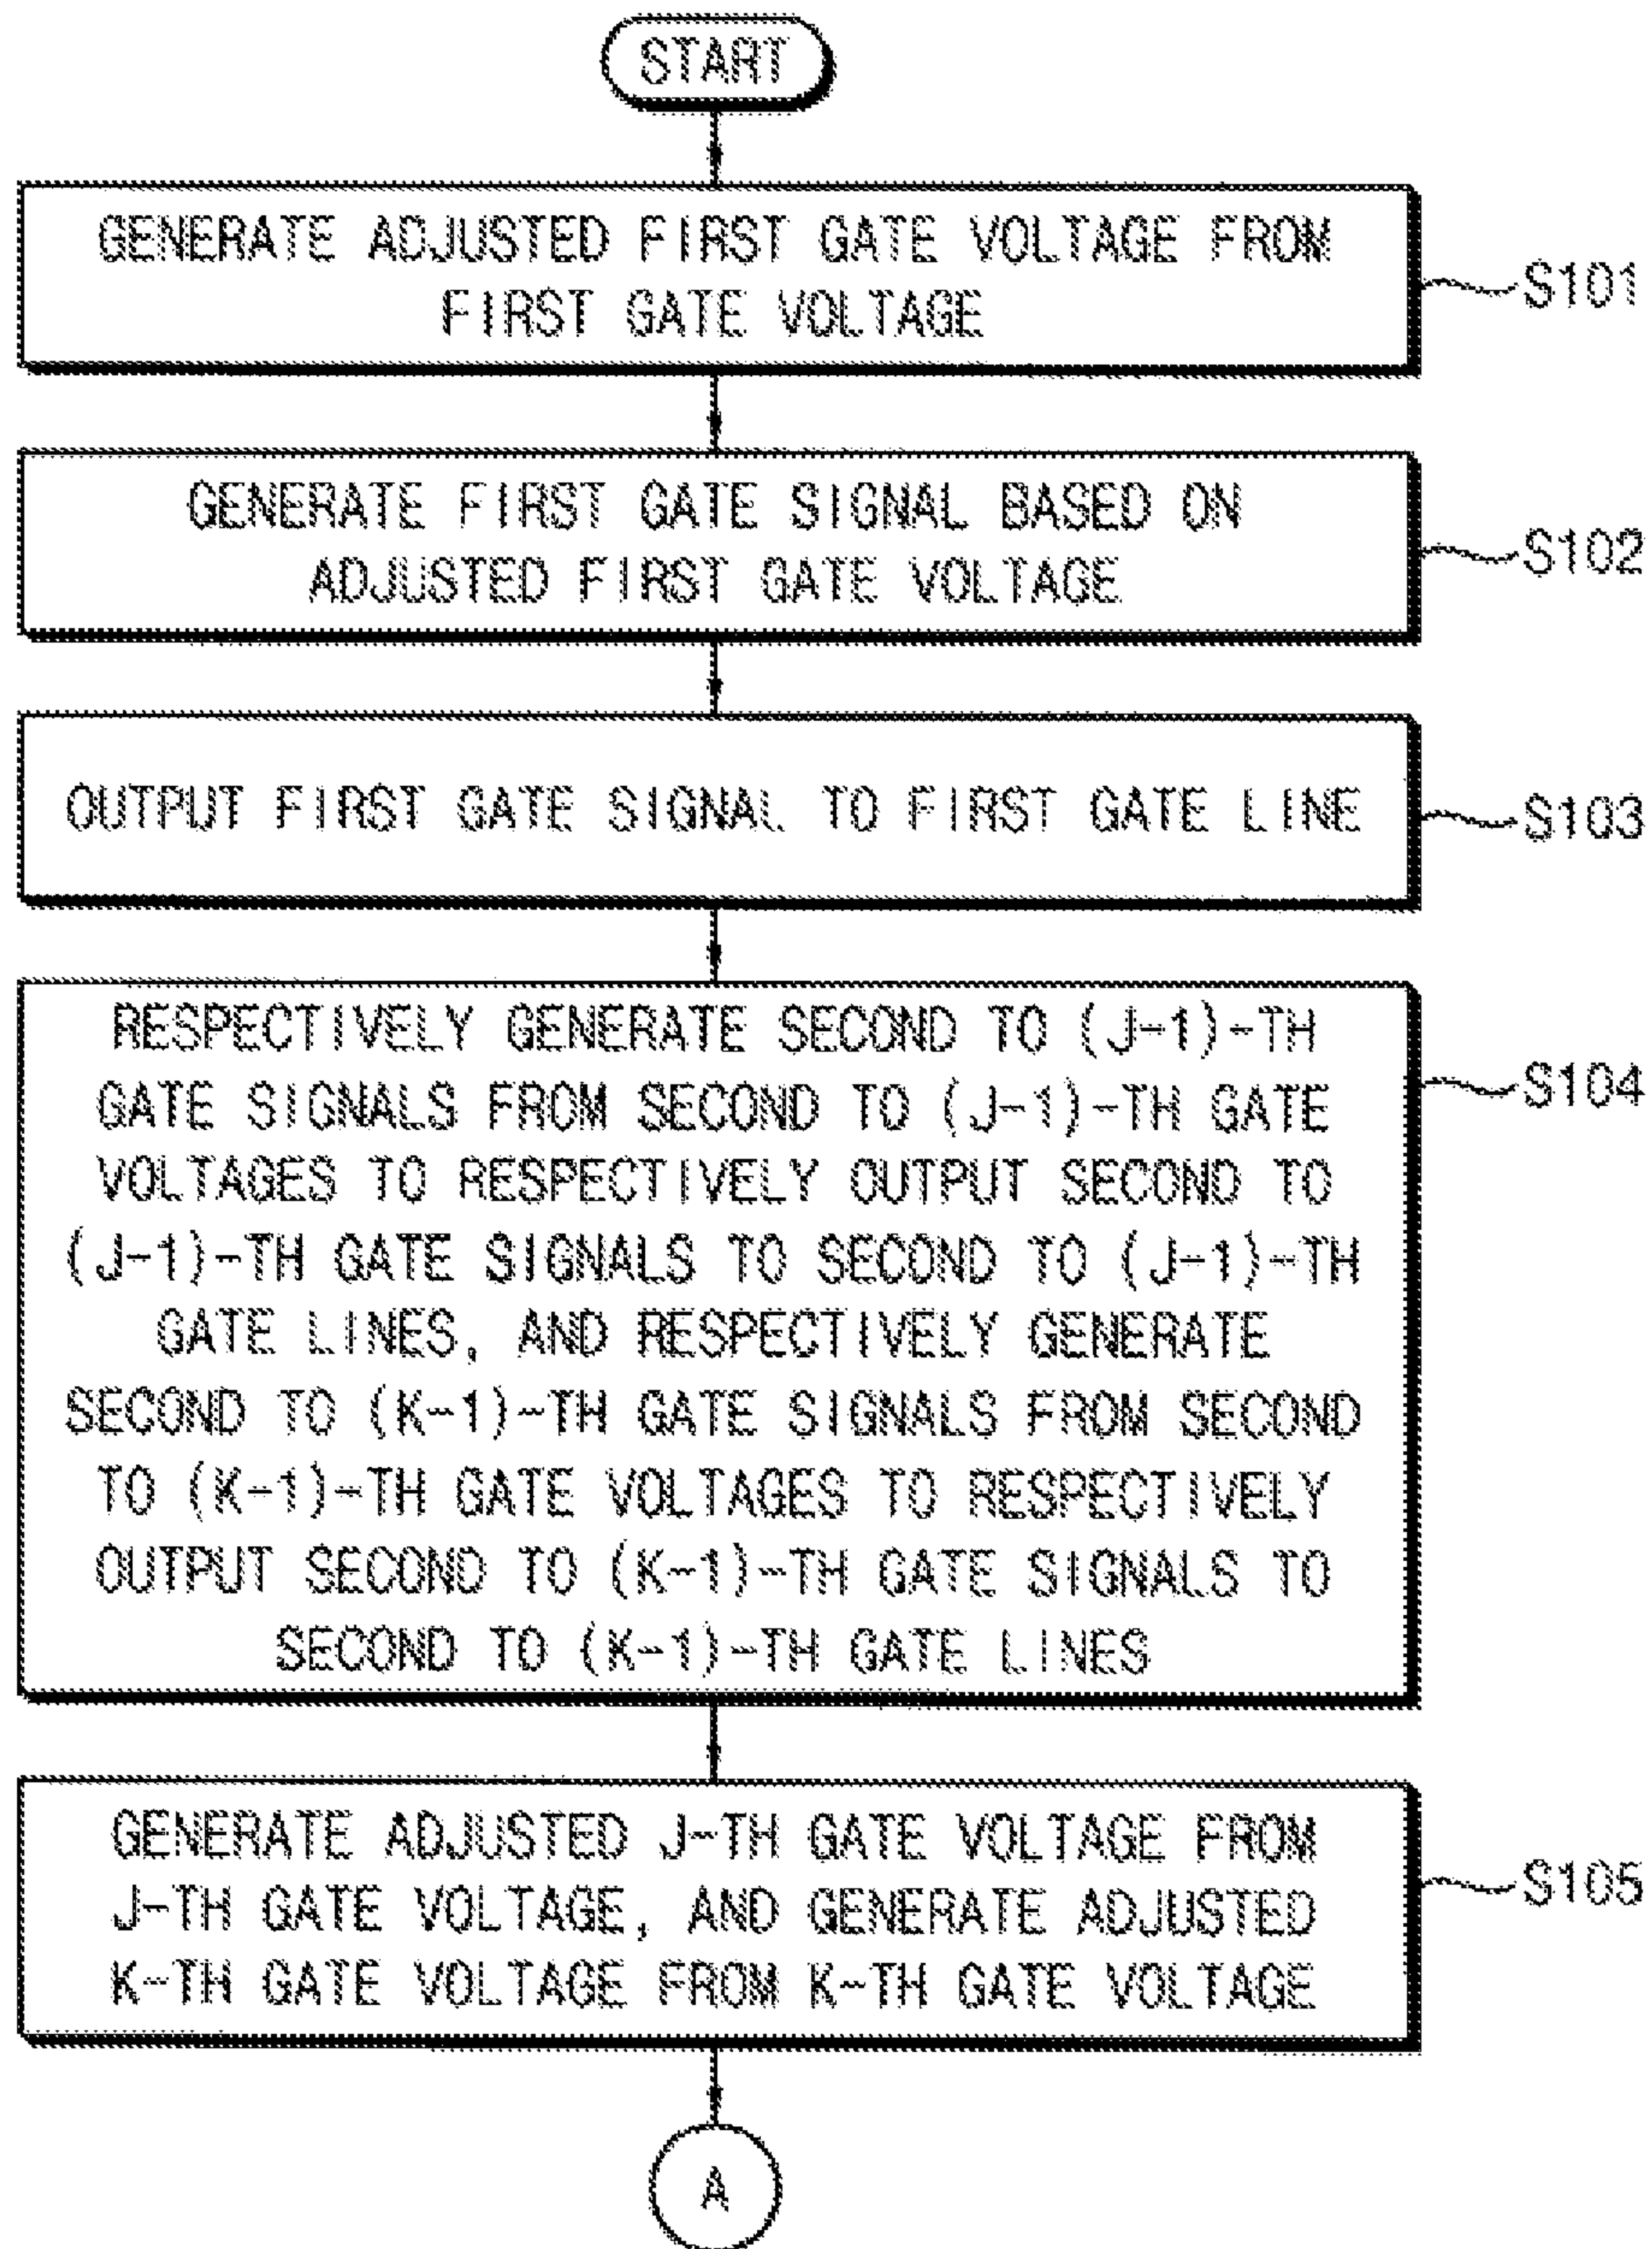 START
GENERATE ADJUSTED FIRST GATE VOLTAGE FROM
FIRST GATE VOLTAGE
S101
GENERATE FIRST GATE SIGNAL BASED ON
ADJUSTED FIRST GATE VOLTAGE
S102
OUTPUT FIRST GATE SIGNAL TO FIRST GATE LINE
S103
RESPECTIVELY GENERATE SECOND TO (J-1)-TH
GATE SIGNALS FROM SECOND TO (J-1)-TH GATE
VOLTAGES TO RESPECTIVELY OUTPUT SECOND TO
(J-1)-TH GATE SIGNALS TO SECOND TO (J-1)-TH
GATE LINES, AND RESPECTIVELY GENERATE
SECOND TO (K-1)-TH GATE SIGNALS FROM SECOND
TO (K-1)-TH GATE VOLTAGES TO RESPECTIVELY
OUTPUT SECOND TO (K-1)-TH GATE SIGNALS TO
SECOND TO (K-1)-TH GATE LINES
S104
GENERATE ADJUSTED J-TH GATE VOLTAGE FROM
J-TH GATE VOLTAGE, AND GENERATE ADJUSTED
K-TH GATE VOLTAGE FROM K-TH GATE VOLTAGE
S105
A